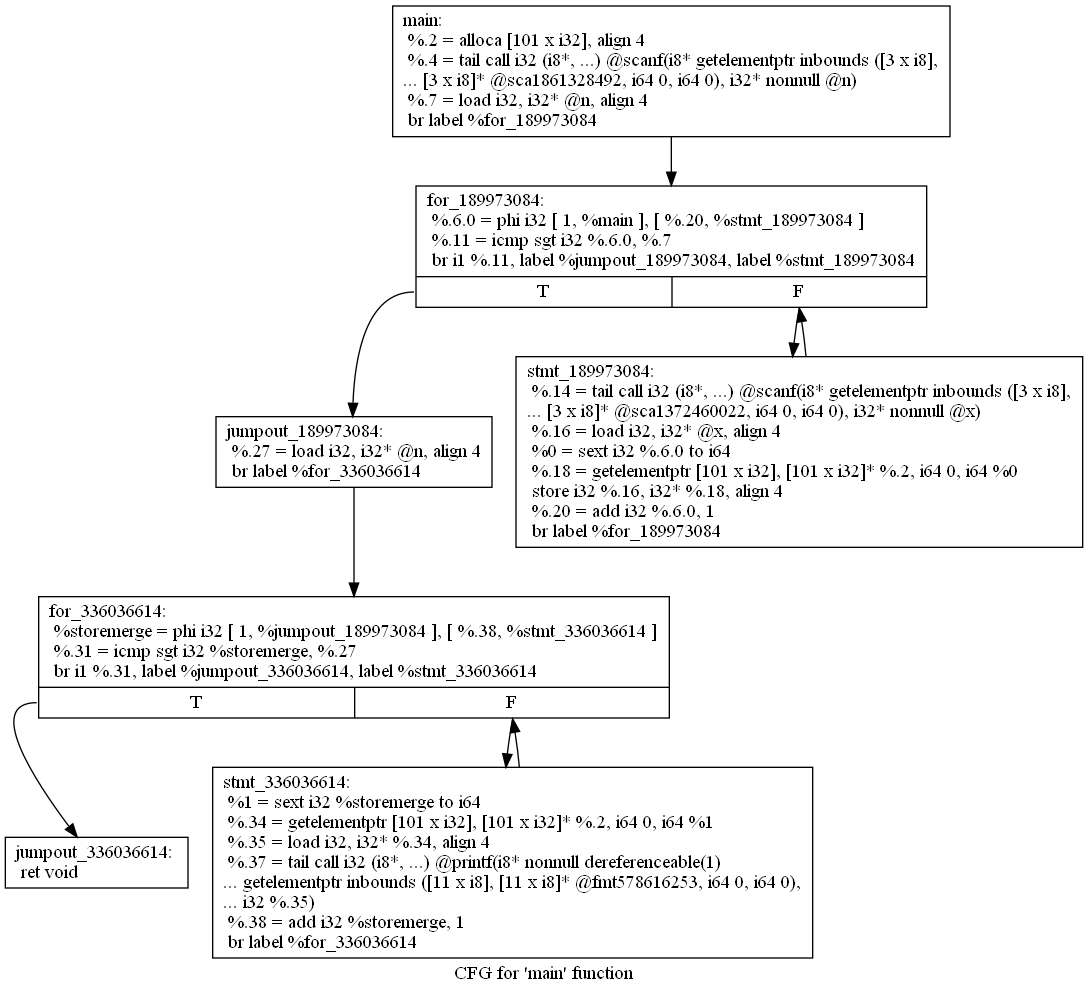 main:
%.2 = alloca [101 x i32], align 4
%.4 = tail call i32 (i8*, ...) @scanf(i8* getelementptr inbounds ([3 x i8],
... [3 x i8]* @sca1861328492, i64 0, i64 0), i32* nonnull @n)
%.7 = load i32, i32* @n, align 4
br label %for_189973084
for_189973084:
%.6.0 = phi i32 [ 1, %main ], [ %.20, %stmt_189973084 ]
%.11 = icmp sgt i32 %.6.0, %.7
br i1 %.11, label %jumpout_189973084, label %stmt_189973084
T F
stmt_189973084:
%.14 = tail call i32 (i8*, ...) @scanf(i8* getelementptr inbounds ([3 x i8],
... [3 x i8]* @sca1372460022, i64 0, i64 0), i32* nonnull @x)
%.16 = load i32, i32* @x, align 4
%0 = sext i32 %.6.0 to i64
%.18 = getelementptr [101 x i32], [101 x i32]* %.2, i64 0, i64 %0
store i32 %.16, i32* %.18, align 4
%.20 = add i32 %.6.0, 1
br label %for_189973084
jumpout_189973084:
%.27 = load i32, i32* @n, align 4
br label %for_336036614
for_336036614:
%storemerge = phi i32 [ 1, %jumpout_189973084 ], [ %.38, %stmt_336036614 ]
%.31 = icmp sgt i32 %storemerge, %.27
br i1 %.31, label %jumpout_336036614, label %stmt_336036614
T F
stmt_336036614:
%1 = sext i32 %storemerge to i64
%.34 = getelementptr [101 x i32], [101 x i32]* %.2, i64 0, i64 %1
%.35 = load i32, i32* %.34, align 4
%.37 = tail call i32 (i8*, ...) @printf(i8* nonnull dereferenceable(1)
... getelementptr inbounds ([11 x i8], [11 x i8]* @fmt578616253, i64 0, i64 0),
... i32 %.35)
%.38 = add i32 %storemerge, 1
br label %for_336036614
jumpout_336036614:
ret void
CFG for 'main' function